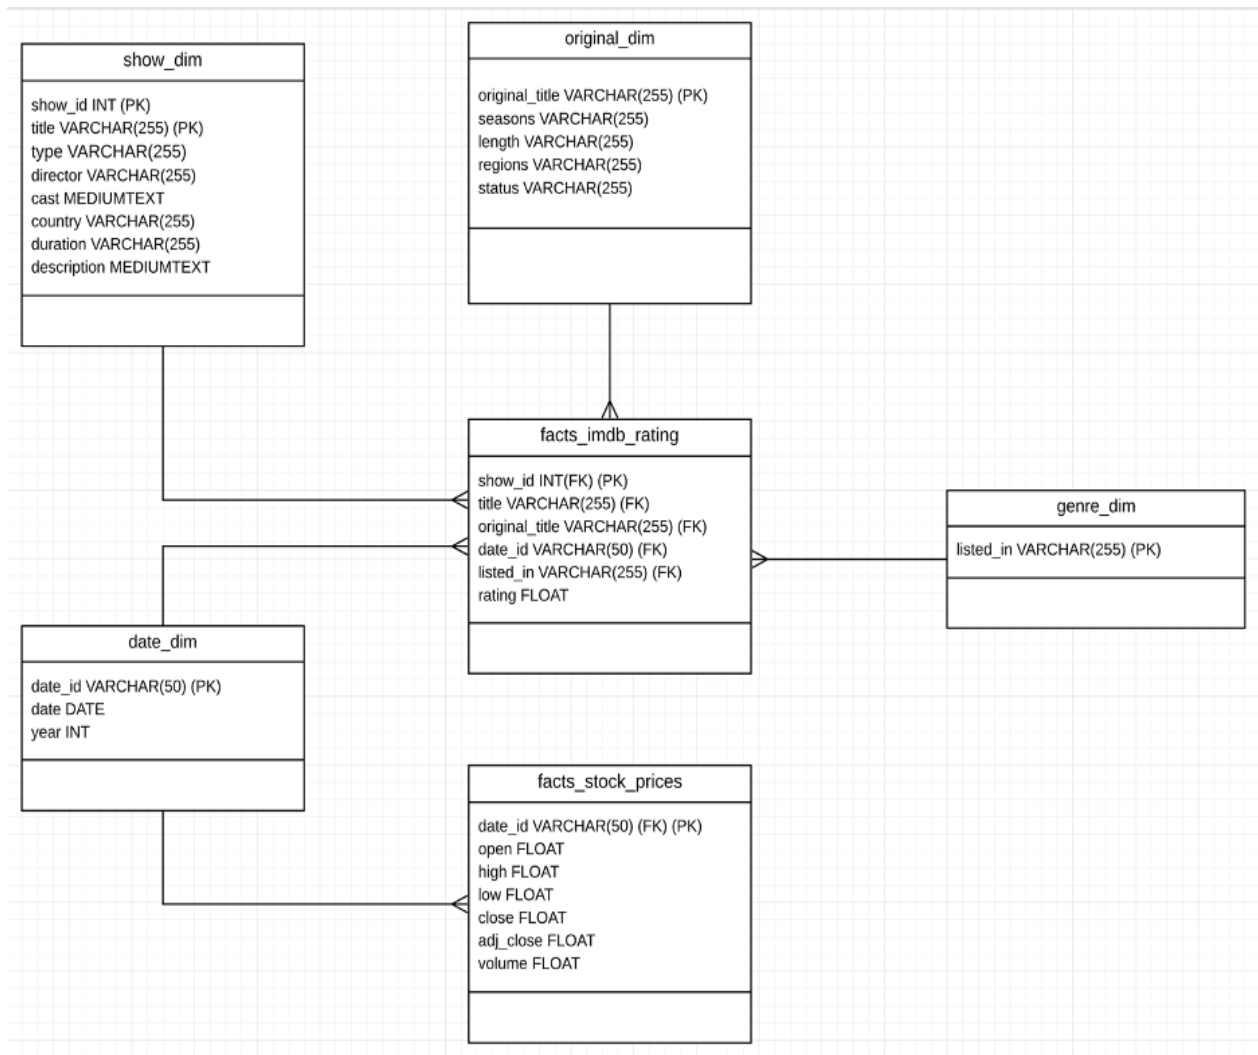 show_dim
show_id INT (PK)
title VARCHAR(255) (PK)
type VARCHAR(255)
director VARCHAR(255)
cast MEDIUMTEXT
country VARCHAR(255)
duration VARCHAR(255)
description MEDIUMTEXT
original_dim
original_title VARCHAR(255) (PK)
seasons VARCHAR(255)
length VARCHAR(255)
regions VARCHAR(255)
status VARCHAR(255)
facts_imdb_rating
show_id INT(FK) (PK)
title VARCHAR(255) (FK)
original_title VARCHAR(255) (FK)
date_id VARCHAR(50) (FK)
listed_in VARCHAR(255) (FK)
rating FLOAT
genre_dim
listed_in VARCHAR(255) (PK)
date_dim
date_id VARCHAR(50) (PK)
date DATE
year INT
facts_stock_prices
date_id VARCHAR(50) (FK) (PK)
open FLOAT
high FLOAT
low FLOAT
close FLOAT
adj_close FLOAT
volume FLOAT